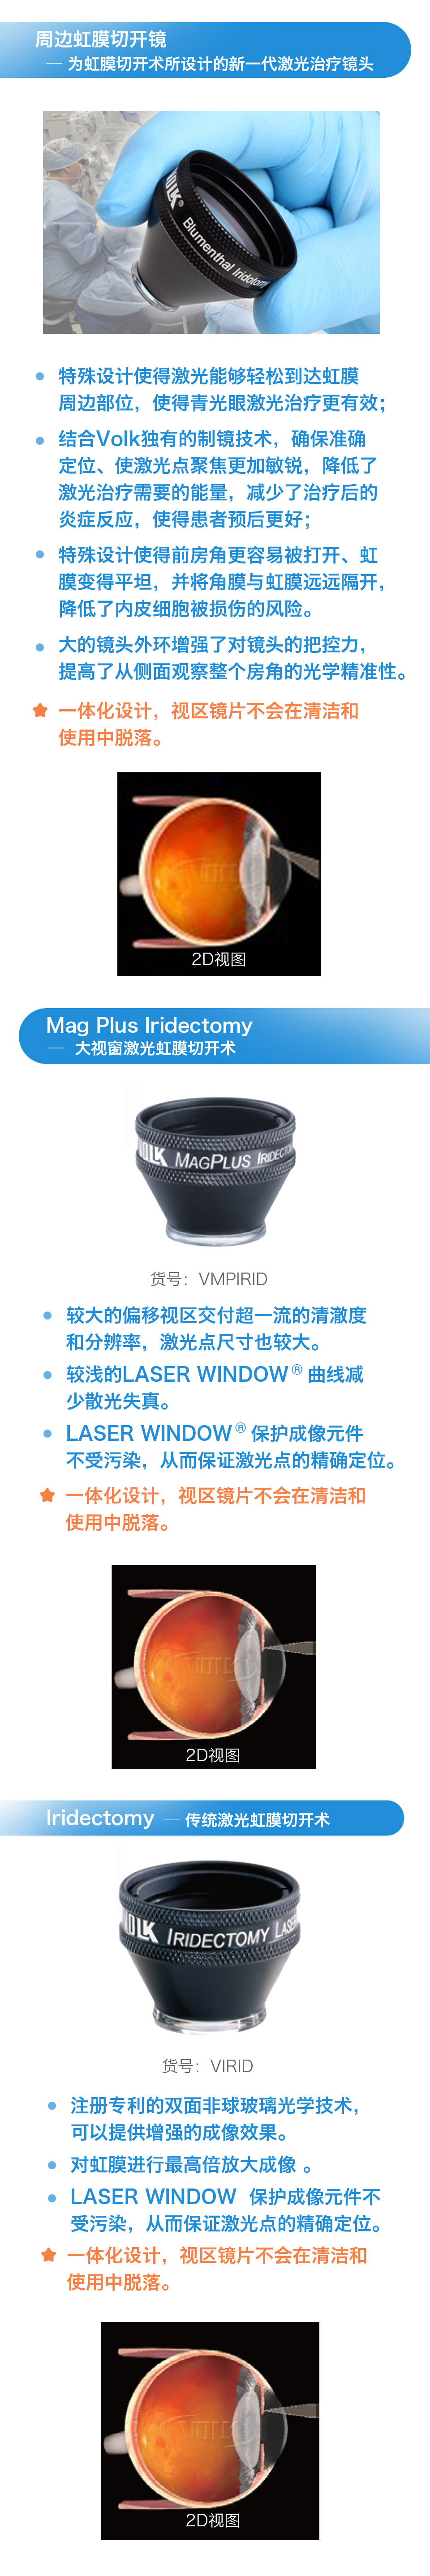 周边虹膜切开镜
— 为虹膜切开术所设计的新一代激光治疗镜头
VOLK®
Blumenthal Iridotomy
特殊设计使得激光能够轻松到达虹膜
周边部位，使得青光眼激光治疗更有效；
结合Volk独有的制镜技术，确保准确
定位、使激光点聚焦更加敏锐，降低了
激光治疗需要的能量，减少了治疗后的
炎症反应，使得患者预后更好；
特殊设计使得前房角更容易被打开、虹
膜变得平坦，并将角膜与虹膜远远隔开，
降低了内皮细胞被损伤的风险。
大的镜头外环增强了对镜头的把控力，
提高了从侧面观察整个房角的光学精准性。
一体化设计，视区镜片不会在清洁和
使用中脱落。
VOLK
2D视图
Mag Plus Iridectomy
— 大视窗激光虹膜切开术
VOLK MAGPLUS IRIDECTO
货号：VMPIRID
较大的偏移视区交付超一流的清澈度
和分辨率，激光点尺寸也较大。
较浅的LASER WINDOW® 曲线减
少散光失真。
LASER WINDOW® 保护成像元件
不受污染，从而保证激光点的精确定位。
一体化设计，视区镜片不会在清洁和
使用中脱落。
VOLK
2D视图
Iridectomy — 传统激光虹膜切开术
VOLK IRIDECTOMY LASER
货号：VIRID
注册专利的双面非球玻璃光学技术，
可以提供增强的成像效果。
对虹膜进行最高倍放大成像 。
LASER WINDOW 保护成像元件不
受污染，从而保证激光点的精确定位。
一体化设计，视区镜片不会在清洁和
使用中脱落。
VOLK
2D视图